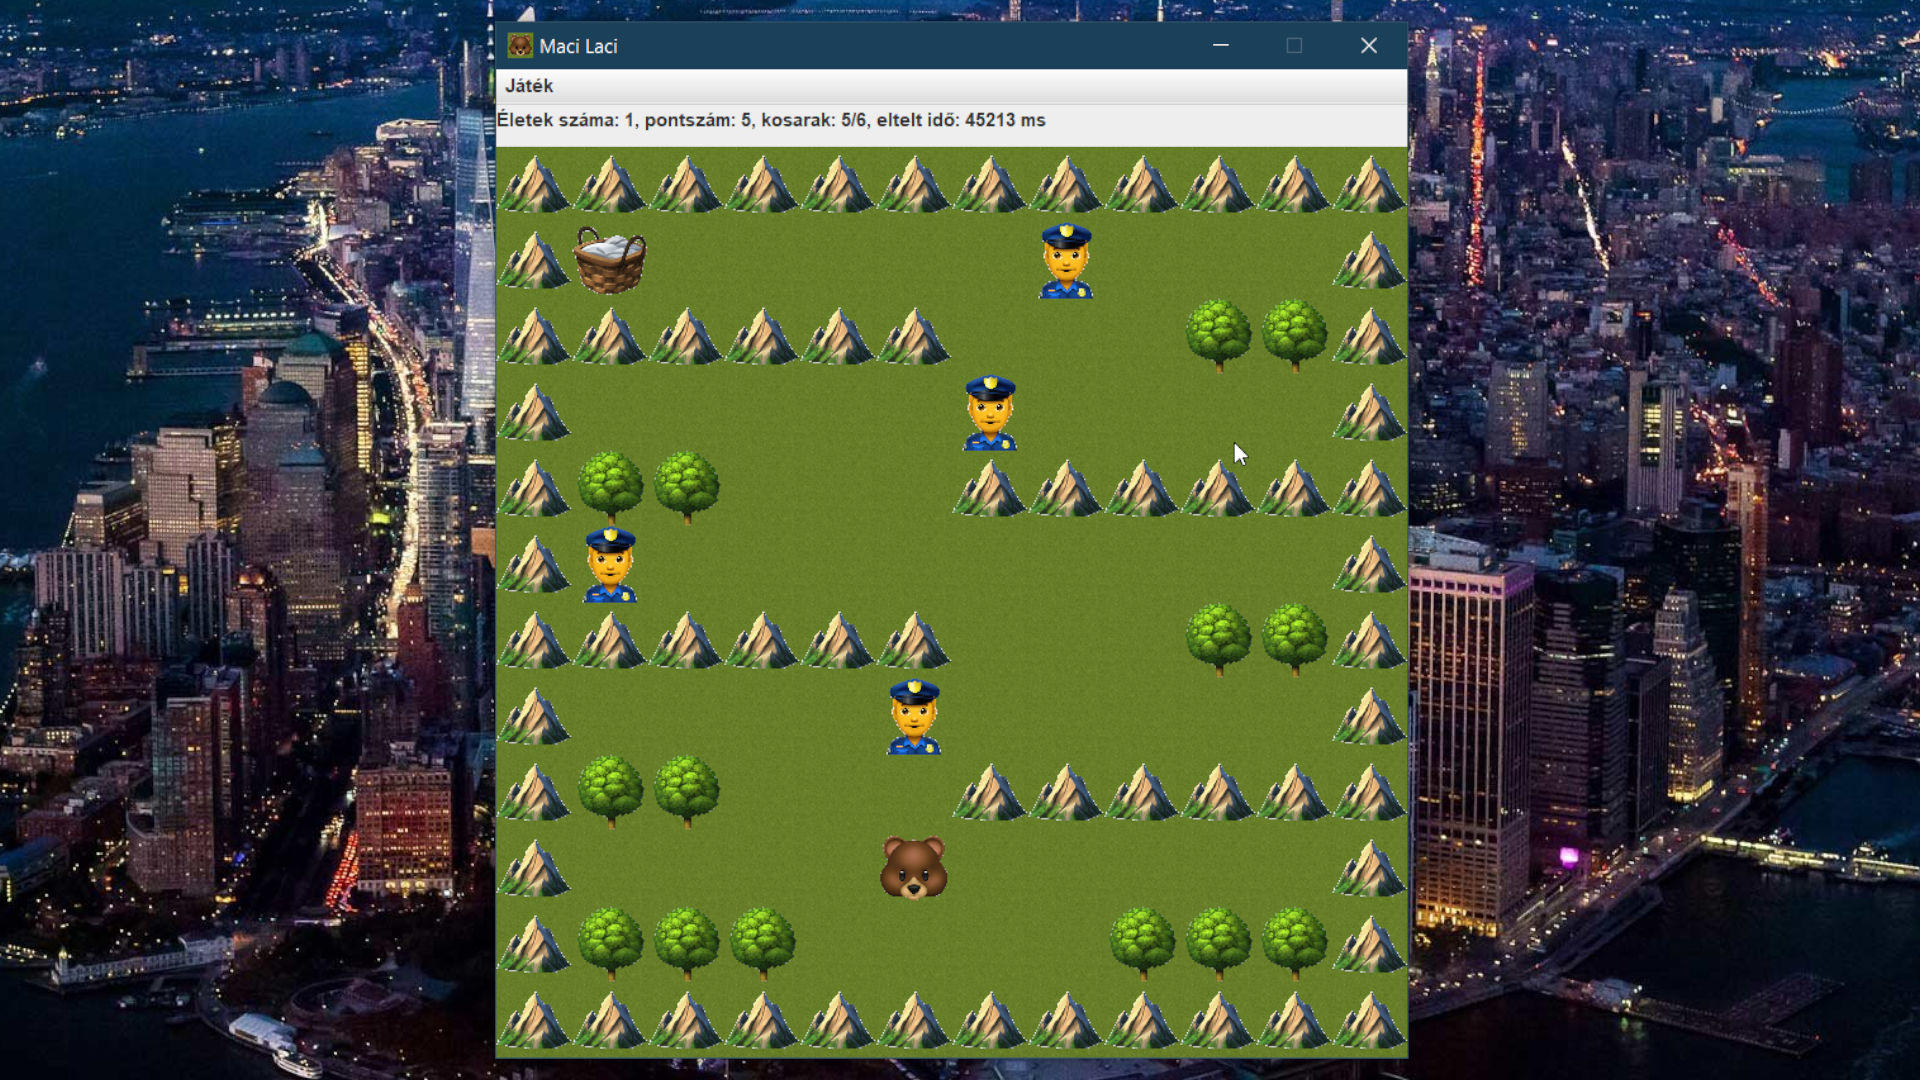 Maci Laci
Játék
Életek száma: 1, pontszám: 5, kosarak: 5/6, eltelt idő: 45213 ms